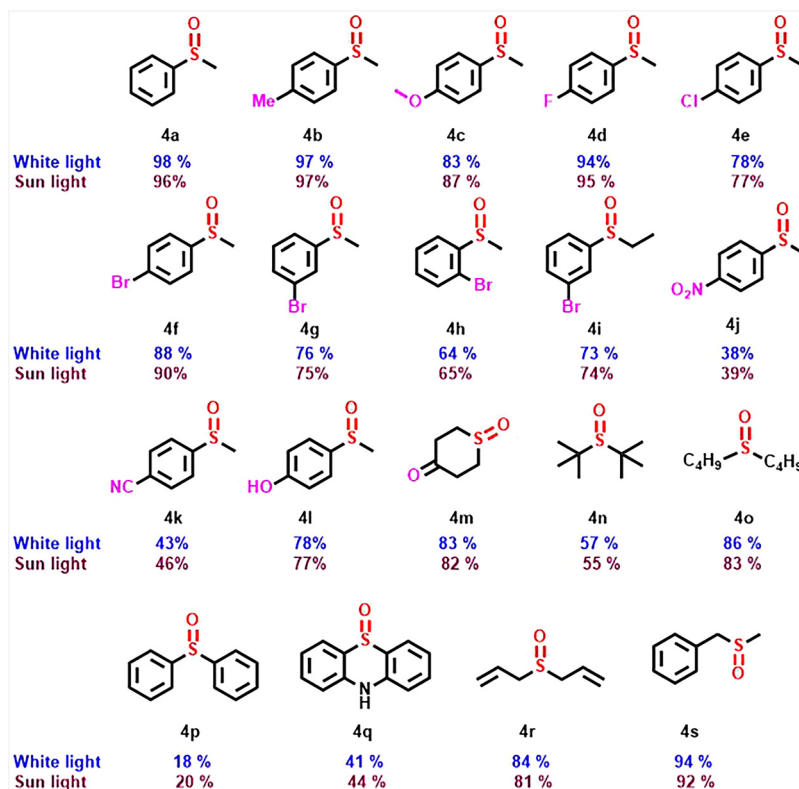 O O O O O
S S S S S
Me O F Cl
4a 4b 4c 4d 4e
White light 98 % 97 % 83 % 94% 78%
Sun light 96% 97% 87 % 95 % 77%
O O O O O
S S S S S
Br Br O₂N
Br Br
4f 4g 4h 4i 4j
White light 88 % 76 % 64 % 73 % 38%
Sun light 90% 75% 65% 74% 39%
O O O O O
S S S S S
O C₄H₉ C₄H₉
NC HO
4k 4l 4m 4n 4o
White light 43% 78% 83 % 57 % 86 %
Sun light 46% 77% 82 % 55 % 83 %
O O O
S S S S
O
N
H
4p 4q 4r 4s
White light 18 % 41 % 84 % 94 %
Sun light 20 % 44 % 81 % 92 %